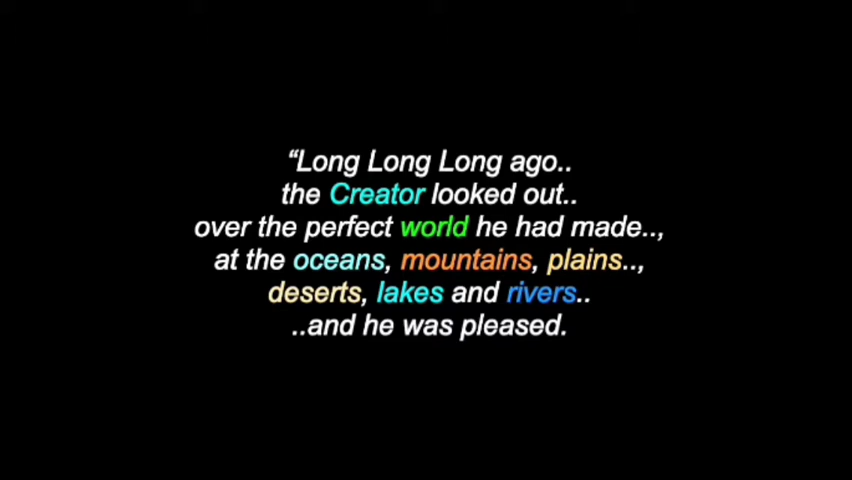 “Long Long Long ago..
the Creator looked out..
over the perfect world he had made..,
at the oceans, mountains, plains..,
deserts, lakes and rivers..
..and he was pleased.